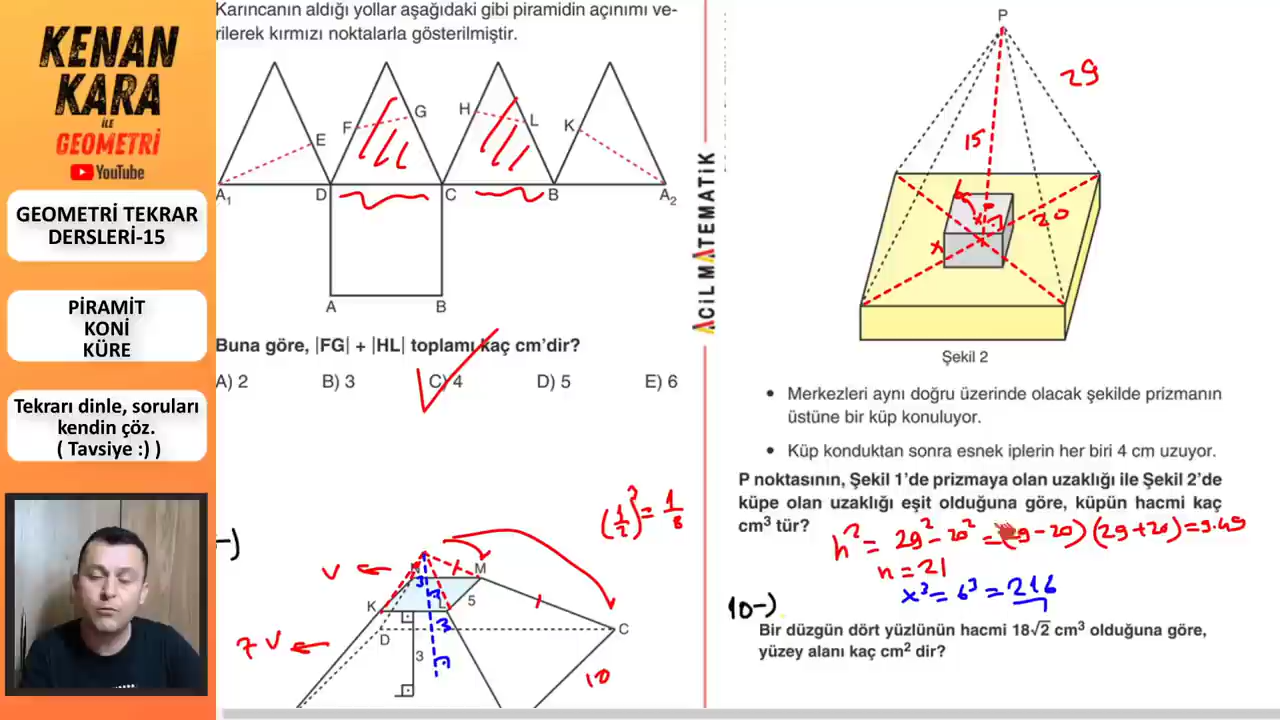 KENAN
KARA
İLE
GEOMETRİ
YouTube
GEOMETRİ TEKRAR
DERSLERİ-15
PİRAMİT
KONİ
KÜRE
Tekrarı dinle, soruları
kendin çöz.
( Tavsiye :) )
Karıncanın aldığı yollar aşağıdaki gibi piramidin açınımı ve-
rilerek kırmızı noktalarla gösterilmiştir.
E F G H L K
A1 D C B A2
A B
Buna göre, |FG| + |HL| toplamı kaç cm'dir?
A) 2 B) 3 C) 4 D) 5 E) 6
-)
(1/2)^3 = 1/8
V N M
3
K L 5
D 3 C
7V 3
10
ACİL MATEMATİK
P
29
15
20
x
Şekil 2
• Merkezleri aynı doğru üzerinde olacak şekilde prizmanın
üstüne bir küp konuluyor.
• Küp konduktan sonra esnek iplerin her biri 4 cm uzuyor.
P noktasının, Şekil 1'de prizmaya olan uzaklığı ile Şekil 2'de
küpe olan uzaklığı eşit olduğuna göre, küpün hacmi kaç
cm³ tür?
h² = 29² - 20² = (29-20)(29+20) = 9.49
h = 21
x³ = 6³ = 216
10-)
Bir düzgün dört yüzlünün hacmi 18√2 cm³ olduğuna göre,
yüzey alanı kaç cm² dir?